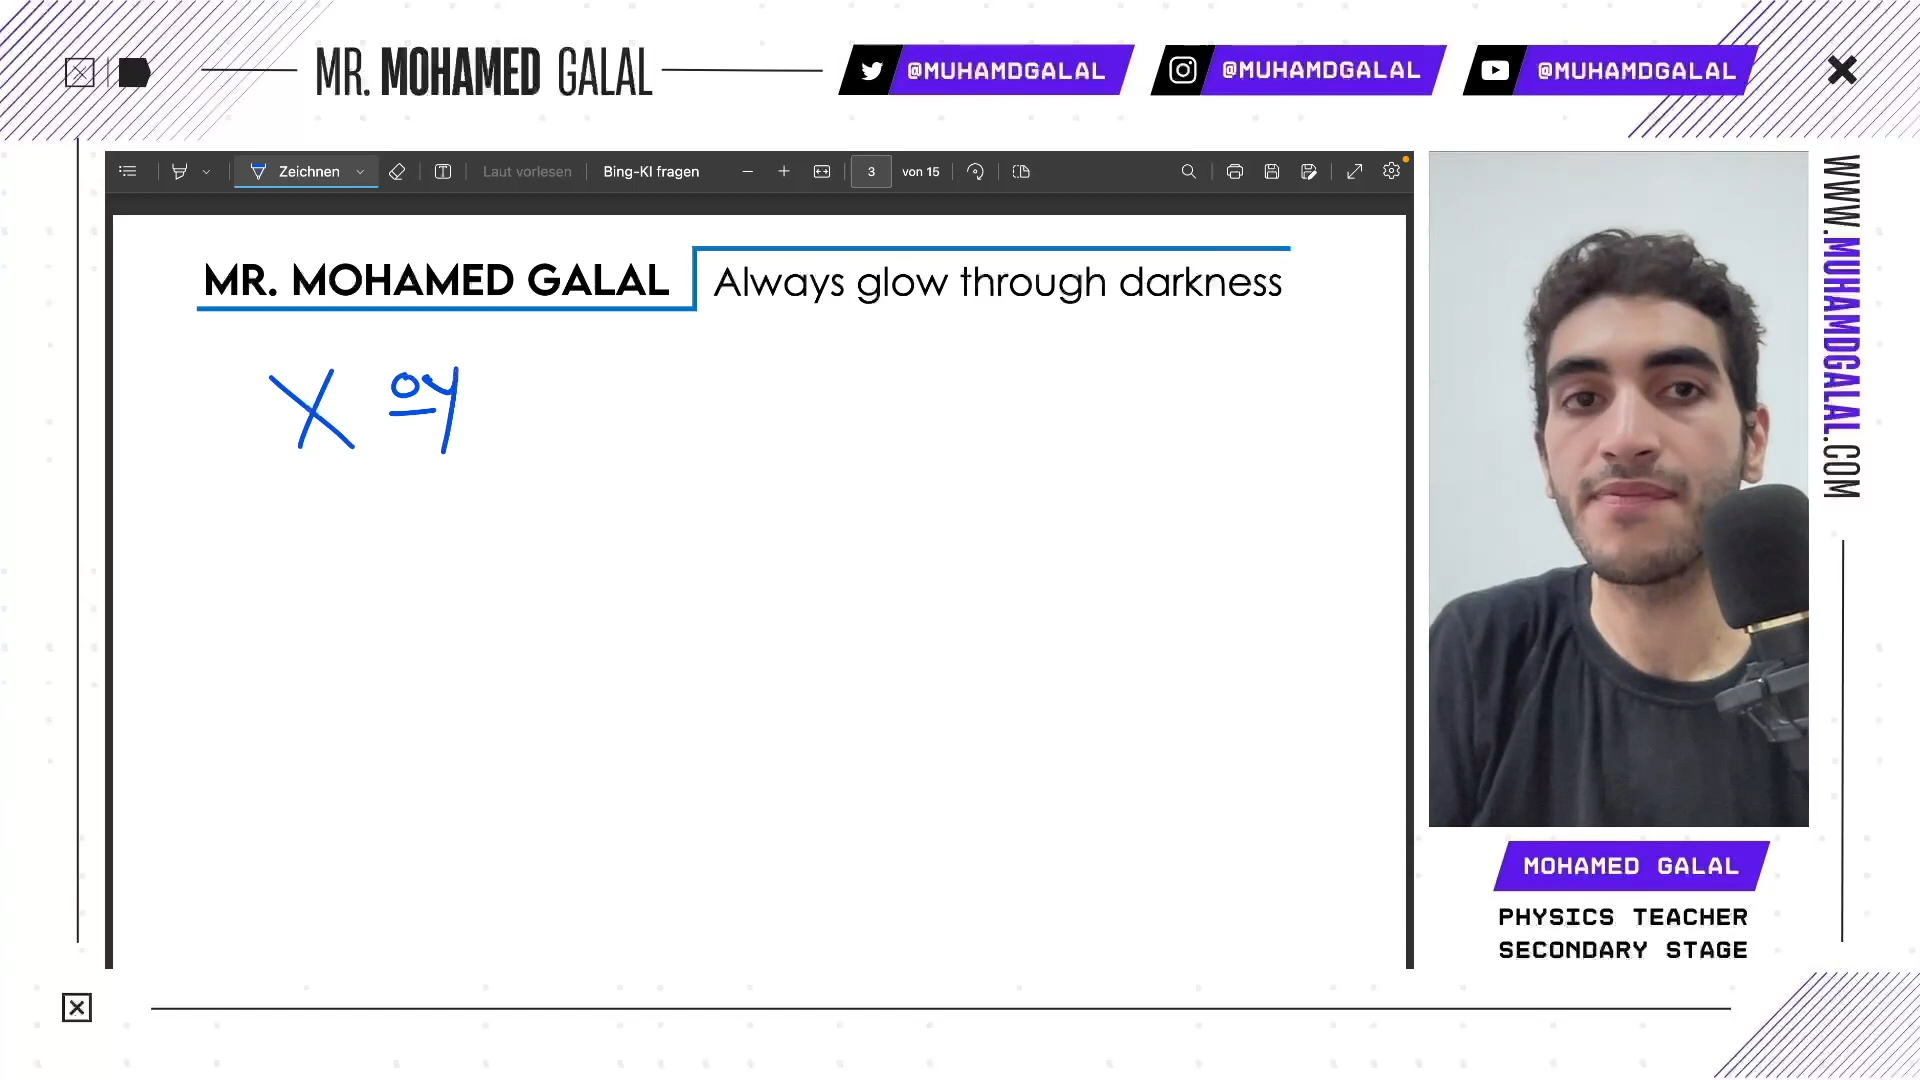 MR. MOHAMED GALAL
@MUHAMDGALAL
@MUHAMDGALAL
@MUHAMDGALAL
WWW.MUHAMDGALAL.COM
Zeichnen
Laut vorlesen
Bing-KI fragen
3
von 15
MR. MOHAMED GALAL
Always glow through darkness
X
MOHAMED GALAL
PHYSICS TEACHER
SECONDARY STAGE